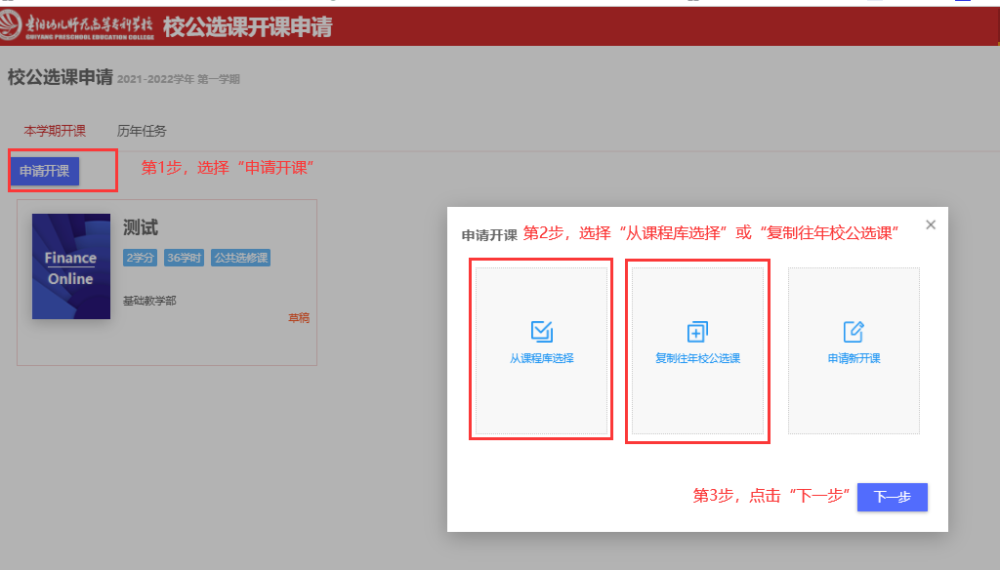 贵阳幼儿师范高等专科学校
GUIYANG PRESCHOOL EDUCATION COLLEGE
校公选课开课申请
校公选课申请 2021-2022学年 第一学期
本学期开课 历年任务
申请开课 第1步，选择“申请开课”
测试
Finance
Online
2学分 36学时 公共选修课
基础教学部
草稿
申请开课 第2步，选择“从课程库选择”或“复制往年校公选课” ×
从课程库选择 复制往年校公选课 申请新开课
第3步，点击“下一步” 下一步